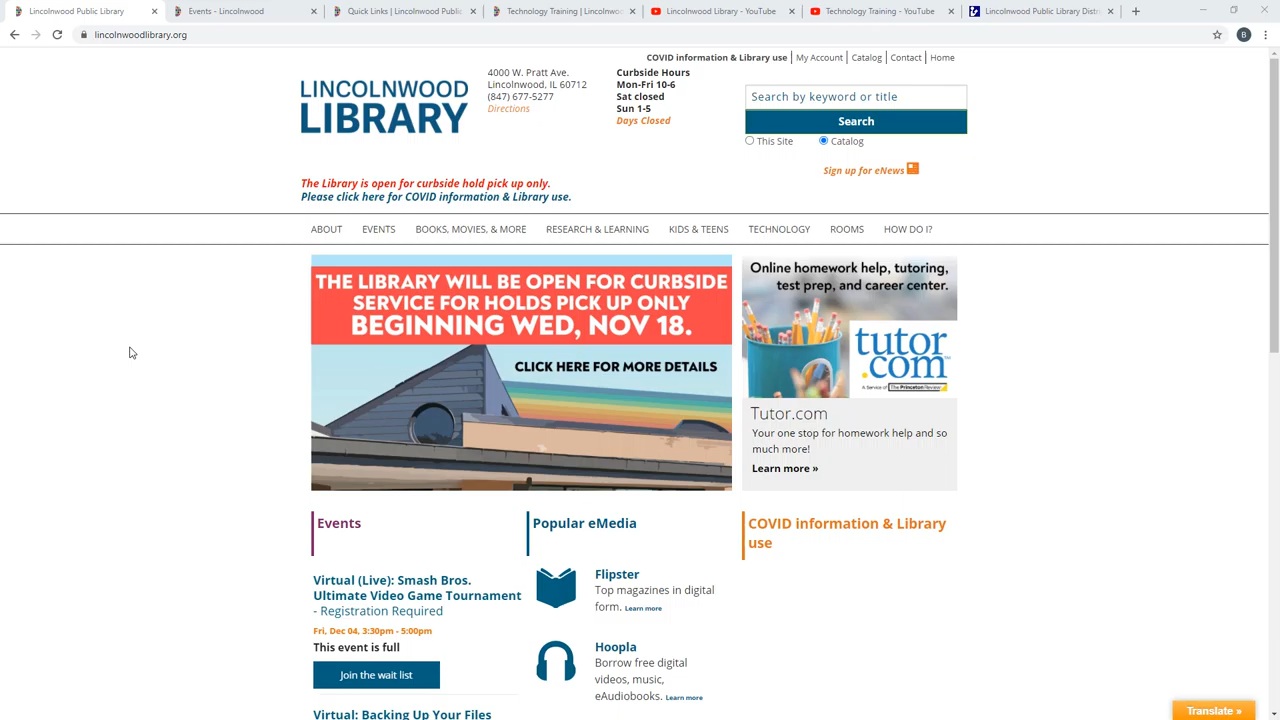 Lincolnwood Public Library
Events - Lincolnwood
Quick Links | Lincolnwood Public
Technology Training | Lincolnwo
Lincolnwood Library - YouTube
Technology Training - YouTube
Lincolnwood Public Library Distri
lincolnwoodlibrary.org
B
COVID information & Library use | My Account | Catalog | Contact | Home
LINCOLNWOOD
LIBRARY
4000 W. Pratt Ave.
Lincolnwood, IL 60712
(847) 677-5277
Directions
Curbside Hours
Mon-Fri 10-6
Sat closed
Sun 1-5
Days Closed
Search by keyword or title
Search
This Site
Catalog
Sign up for eNews
The Library is open for curbside hold pick up only.
Please click here for COVID information & Library use.
ABOUT EVENTS BOOKS, MOVIES, & MORE RESEARCH & LEARNING KIDS & TEENS TECHNOLOGY ROOMS HOW DO I?
THE LIBRARY WILL BE OPEN FOR CURBSIDE
SERVICE FOR HOLDS PICK UP ONLY
BEGINNING WED, NOV 18.
CLICK HERE FOR MORE DETAILS
Online homework help, tutoring,
test prep, and career center.
tutor
.com™
A Service of The Princeton Review
Tutor.com
Your one stop for homework help and so
much more!
Learn more »
Events
Virtual (Live): Smash Bros.
Ultimate Video Game Tournament
- Registration Required
Fri, Dec 04, 3:30pm - 5:00pm
This event is full
Join the wait list
Virtual: Backing Up Your Files
Popular eMedia
Flipster
Top magazines in digital
form. Learn more
Hoopla
Borrow free digital
videos, music,
eAudiobooks. Learn more
COVID information & Library
use
Translate »